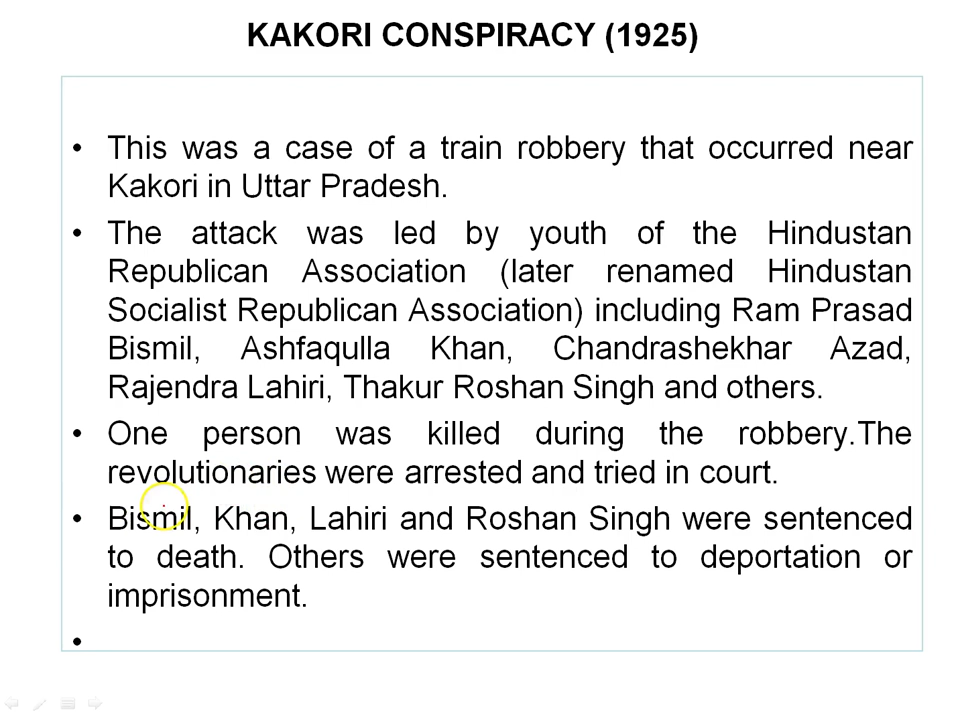 KAKORI CONSPIRACY (1925)
• This was a case of a train robbery that occurred near
Kakori in Uttar Pradesh.
• The attack was led by youth of the Hindustan
Republican Association (later renamed Hindustan
Socialist Republican Association) including Ram Prasad
Bismil, Ashfaqulla Khan, Chandrashekhar Azad,
Rajendra Lahiri, Thakur Roshan Singh and others.
• One person was killed during the robbery.The
revolutionaries were arrested and tried in court.
• Bismil, Khan, Lahiri and Roshan Singh were sentenced
to death. Others were sentenced to deportation or
imprisonment.
•